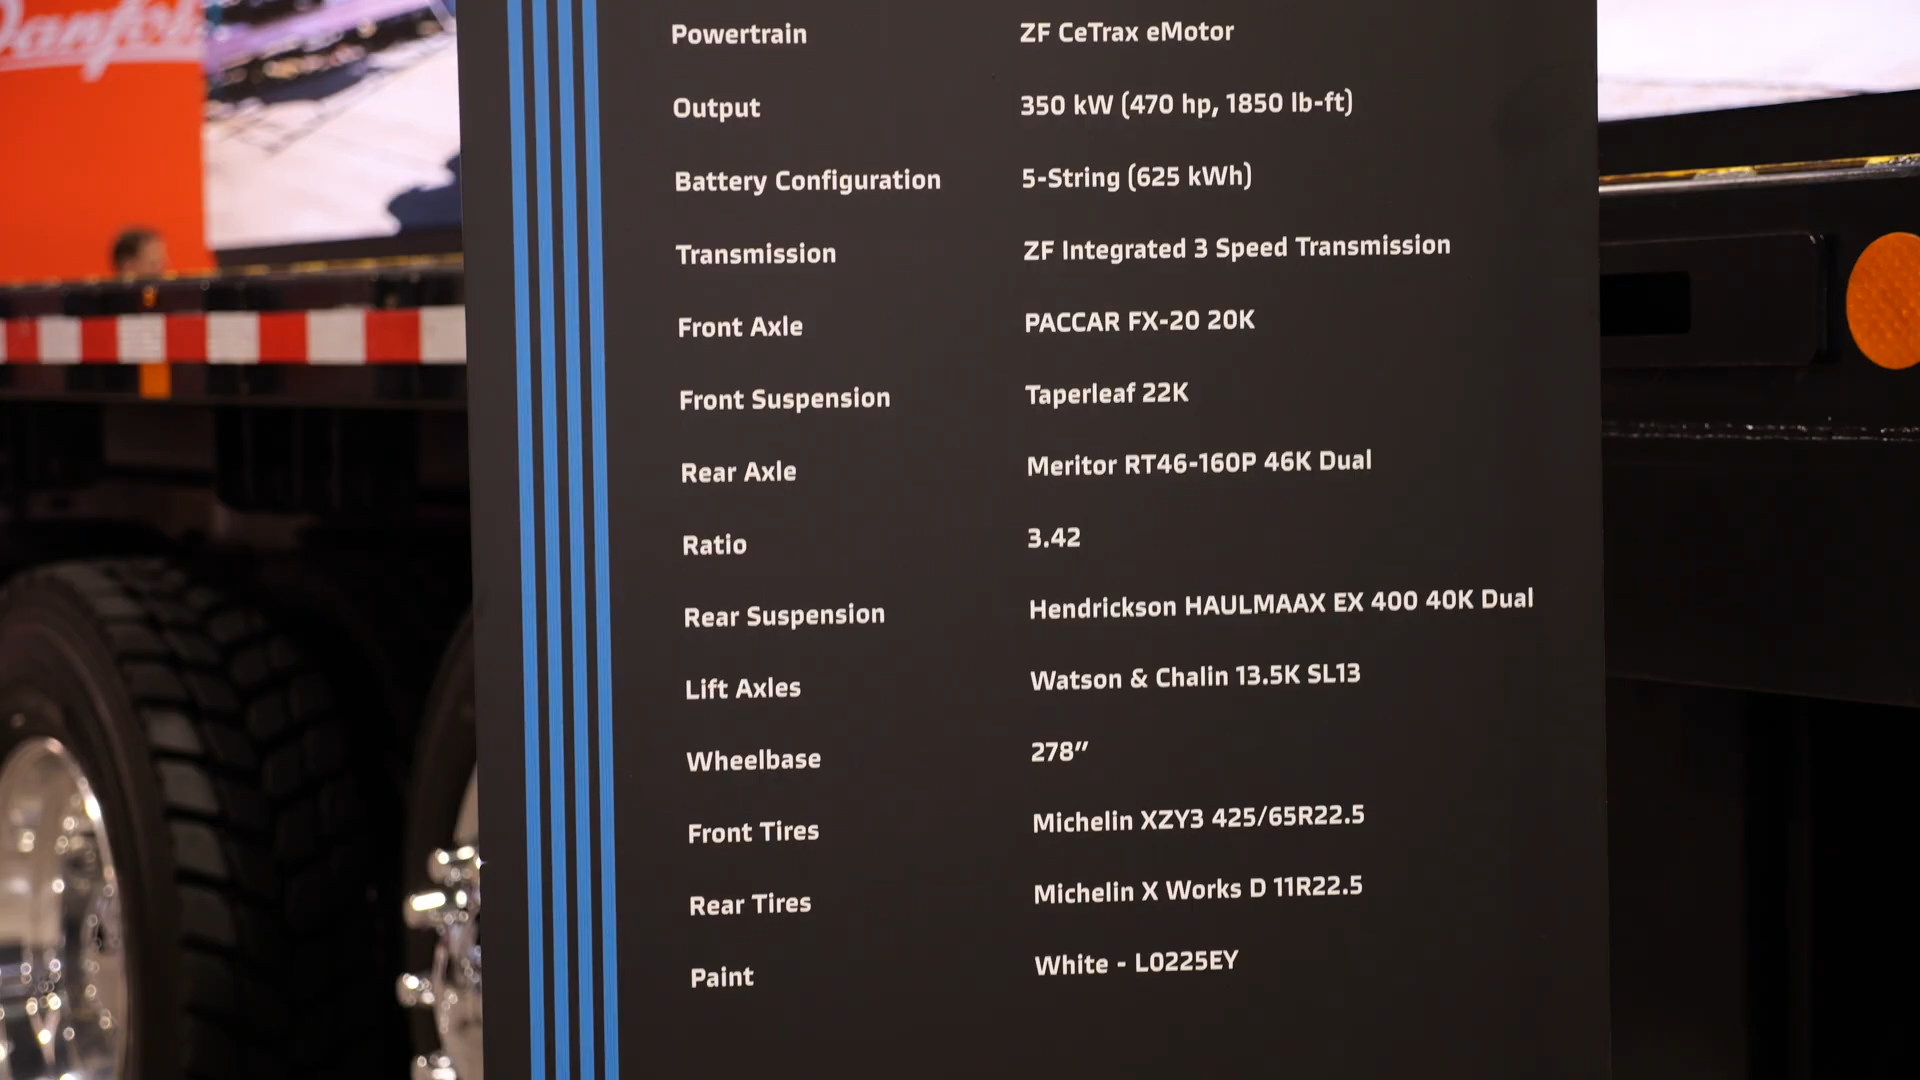 Danfoss
Powertrain ZF CeTrax eMotor
Output 350 kW (470 hp, 1850 lb-ft)
Battery Configuration 5-String (625 kWh)
Transmission ZF Integrated 3 Speed Transmission
Front Axle PACCAR FX-20 20K
Front Suspension Taperleaf 22K
Rear Axle Meritor RT46-160P 46K Dual
Ratio 3.42
Rear Suspension Hendrickson HAULMAAX EX 400 40K Dual
Lift Axles Watson & Chalin 13.5K SL13
Wheelbase 278”
Front Tires Michelin XZY3 425/65R22.5
Rear Tires Michelin X Works D 11R22.5
Paint White - L0225EY